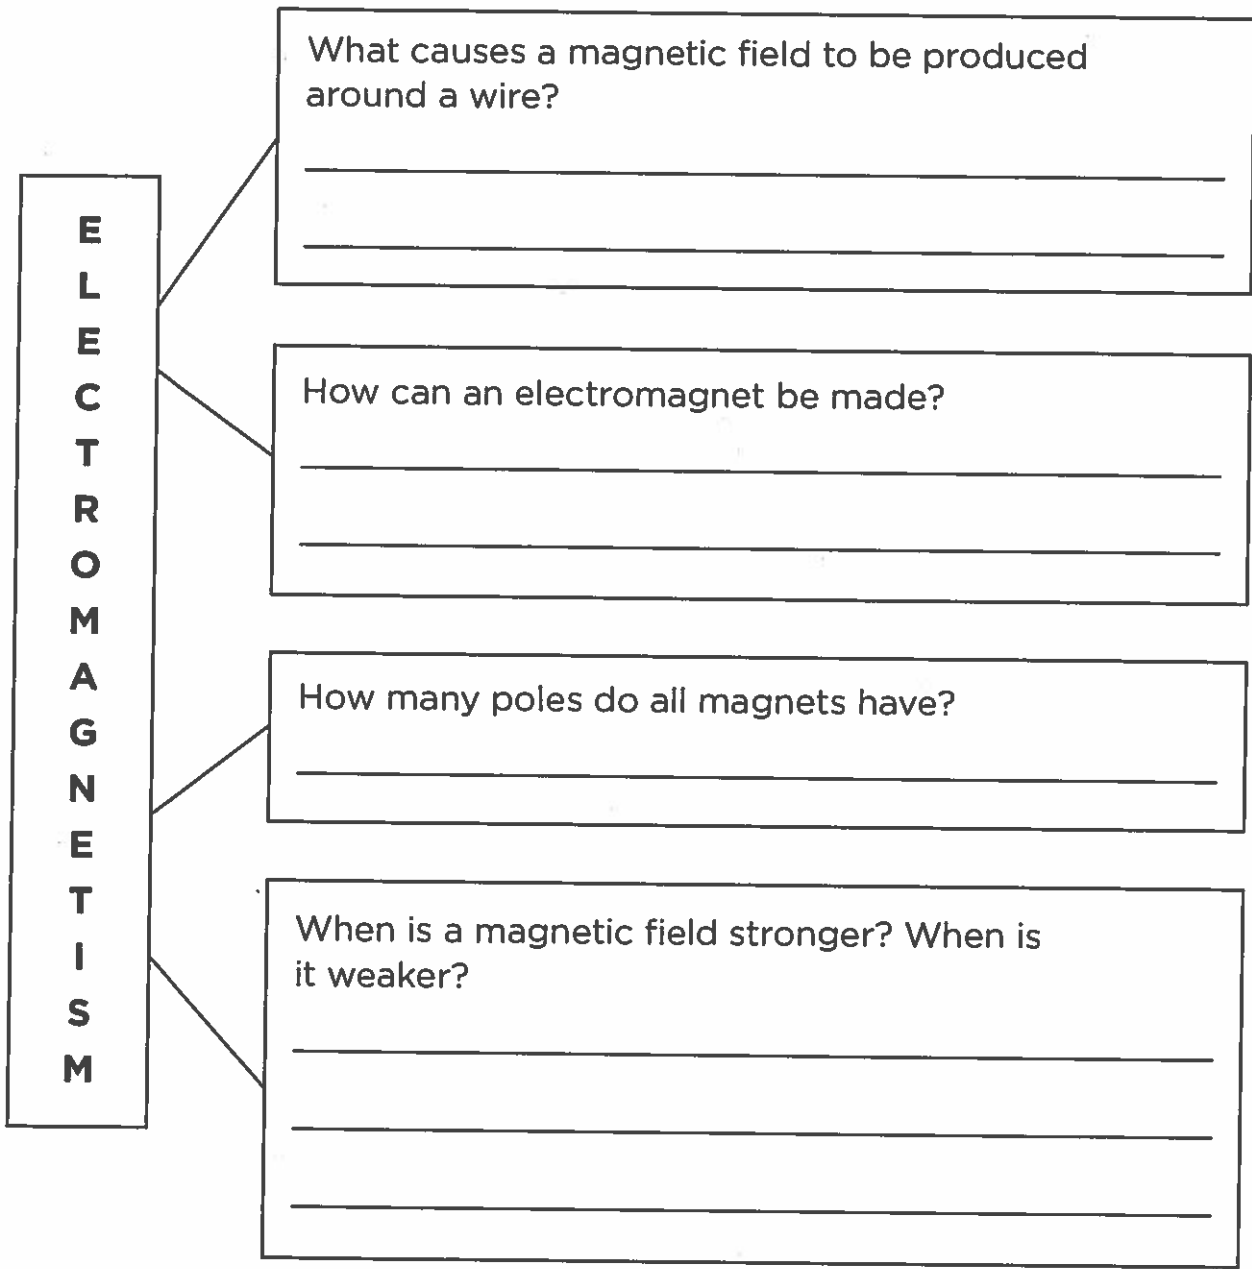 What causes a magnetic field to be produced
around a wire?
ELECTROMAGNETISM
How can an electromagnet be made?
How many poles do all magnets have?
When is a magnetic field stronger? When is
it weaker?